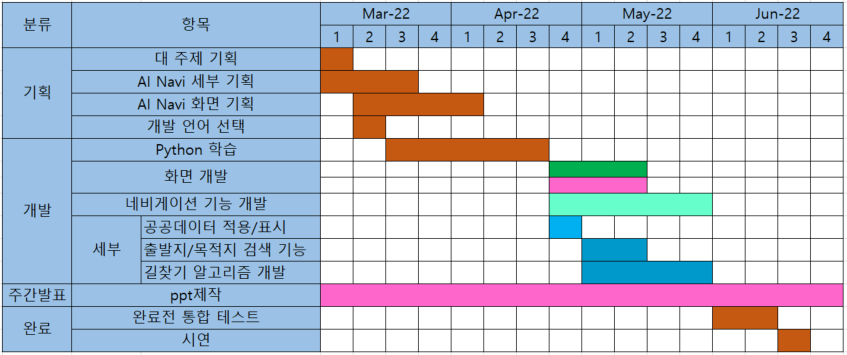 분류 항목 Mar-22 Apr-22 May-22 Jun-22
1 2 3 4 1 2 3 4 1 2 3 4 1 2 3 4
기획 대 주제 기획
AI Navi 세부 기획
AI Navi 화면 기획
개발 언어 선택
개발 Python 학습
화면 개발
네비게이션 기능 개발
세부 공공데이터 적용/표시
출발지/목적지 검색 기능
길찾기 알고리즘 개발
주간발표 ppt제작
완료 완료전 통합 테스트
시연